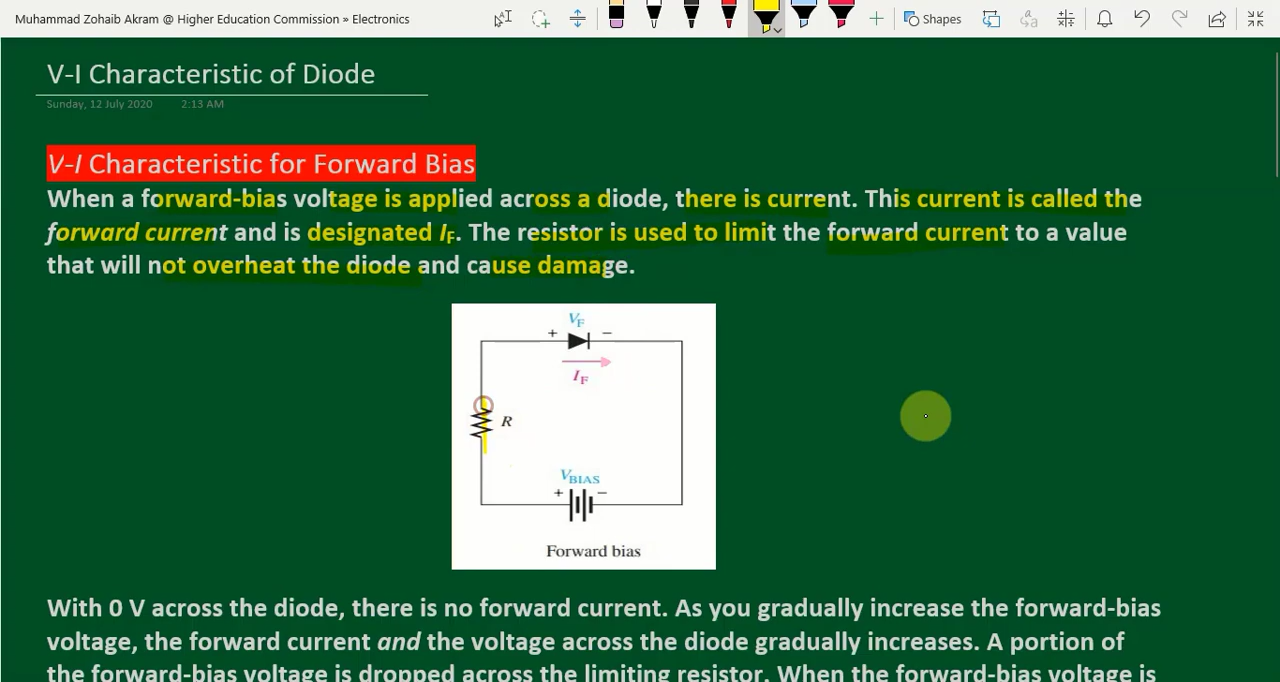 Muhammad Zohaib Akram @ Higher Education Commission » Electronics
Shapes
V-I Characteristic of Diode
Sunday, 12 July 2020 2:13 AM
V-I Characteristic for Forward Bias
When a forward-bias voltage is applied across a diode, there is current. This current is called the
forward current and is designated IF. The resistor is used to limit the forward current to a value
that will not overheat the diode and cause damage.
VF
+ −
IF
R
VBIAS
+ −
Forward bias
With 0 V across the diode, there is no forward current. As you gradually increase the forward-bias
voltage, the forward current and the voltage across the diode gradually increases. A portion of
the forward-bias voltage is dropped across the limiting resistor. When the forward-bias voltage is